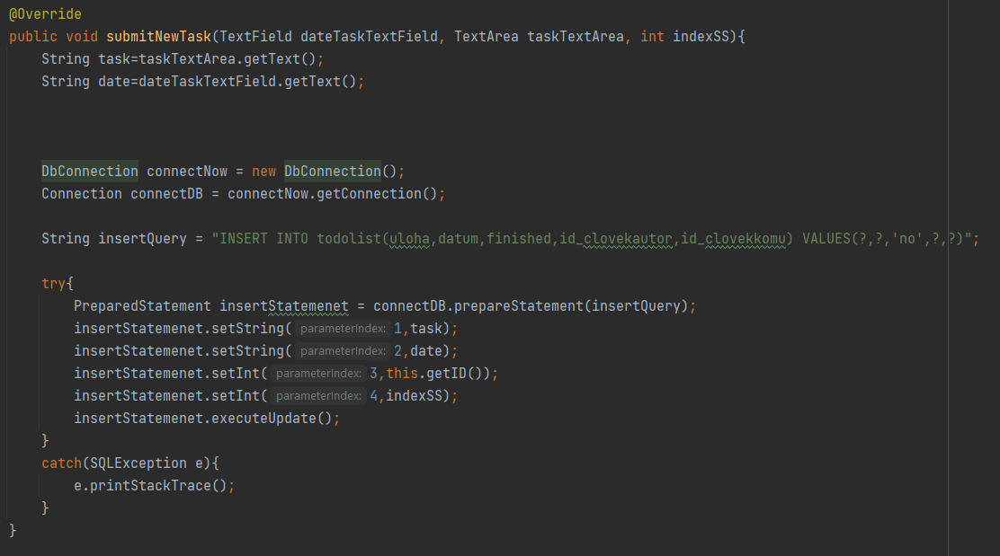 @Override
public void submitNewTask(TextField dateTaskTextField, TextArea taskTextArea, int indexSS){
String task=taskTextArea.getText();
String date=dateTaskTextField.getText();
DbConnection connectNow = new DbConnection();
Connection connectDB = connectNow.getConnection();
String insertQuery = "INSERT INTO todolist(uloha,datum,finished,id_clovekautor,id_clovekkomu) VALUES(?,?,'no',?,?)";
try{
PreparedStatement insertStatemenet = connectDB.prepareStatement(insertQuery);
insertStatemenet.setString( parameterIndex: 1,task);
insertStatemenet.setString( parameterIndex: 2,date);
insertStatemenet.setInt( parameterIndex: 3,this.getID());
insertStatemenet.setInt( parameterIndex: 4,indexSS);
insertStatemenet.executeUpdate();
}
catch(SQLException e){
e.printStackTrace();
}
}